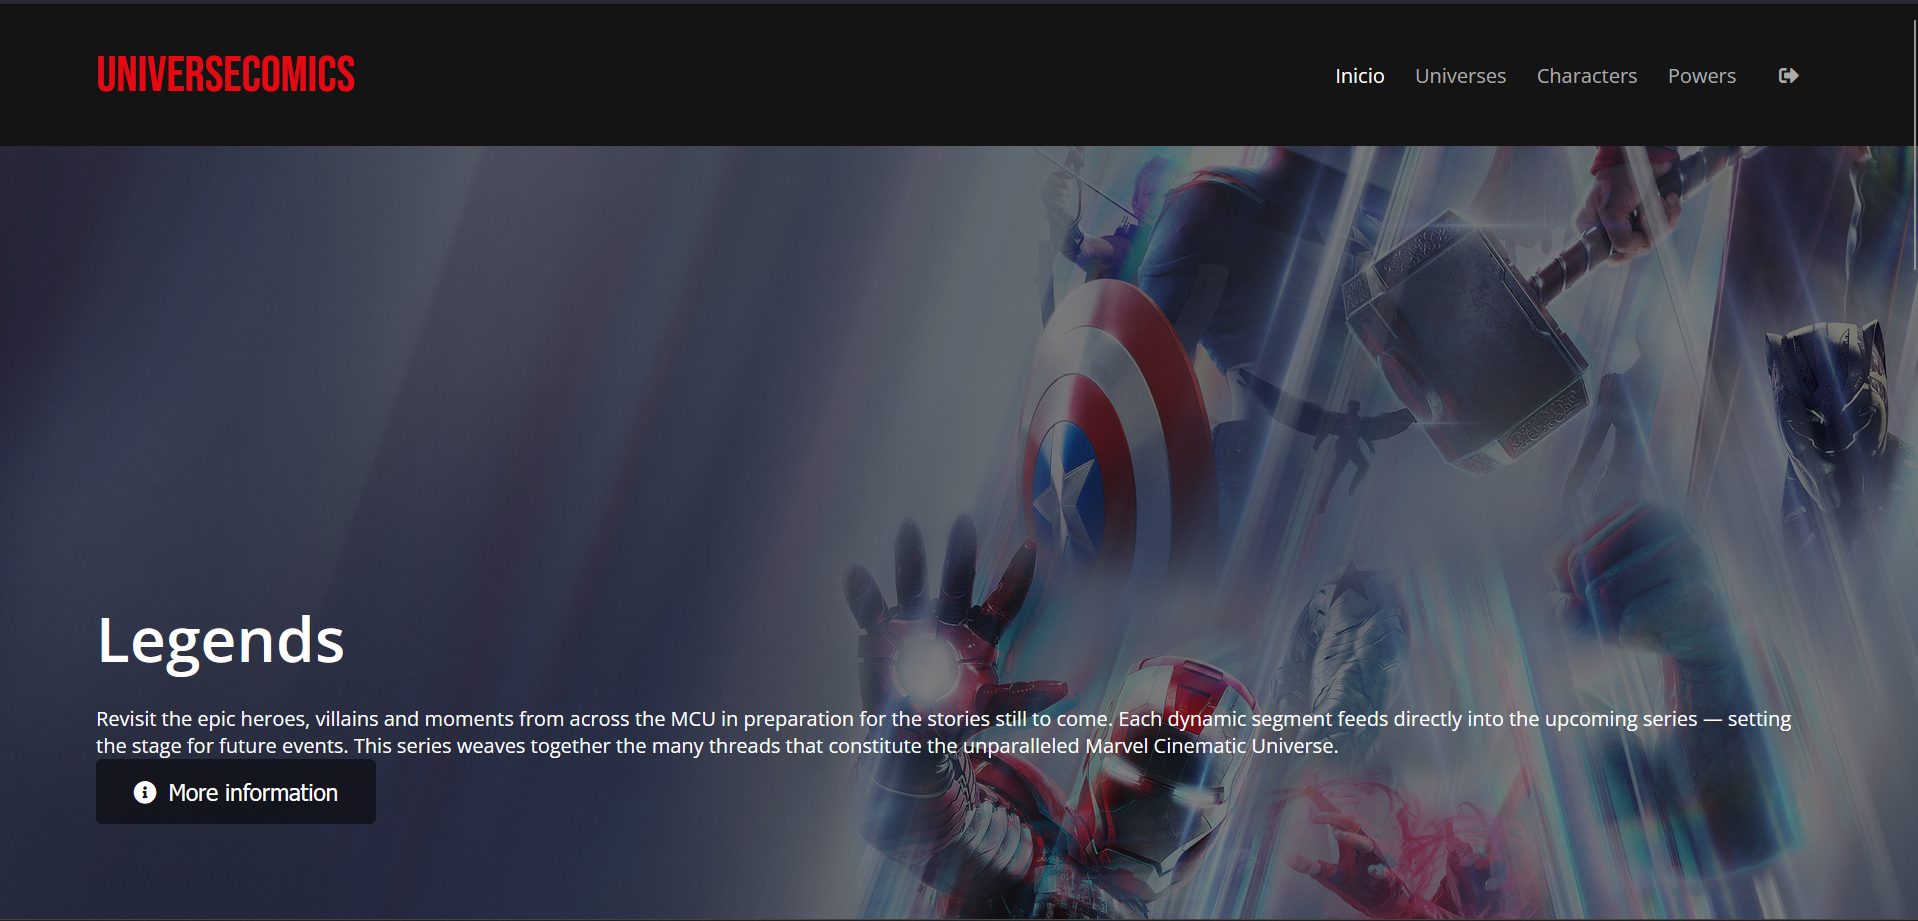 UNIVERSECOMICS
Inicio Universes Characters Powers
Legends
Revisit the epic heroes, villains and moments from across the MCU in preparation for the stories still to come. Each dynamic segment feeds directly into the upcoming series — setting
the stage for future events. This series weaves together the many threads that constitute the unparalleled Marvel Cinematic Universe.
More information